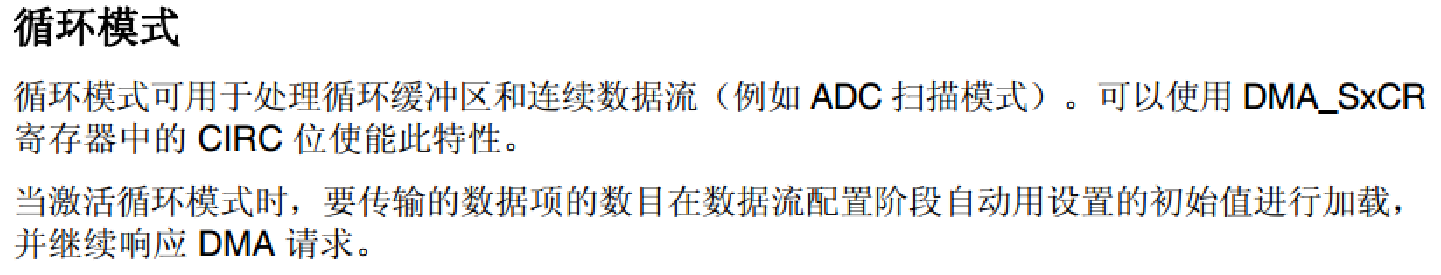 循环模式
循环模式可用于处理循环缓冲区和连续数据流（例如 ADC 扫描模式）。可以使用 DMA_SxCR
寄存器中的 CIRC 位使能此特性。
当激活循环模式时，要传输的数据项的数目在数据流配置阶段自动用设置的初始值进行加载，
并继续响应 DMA 请求。